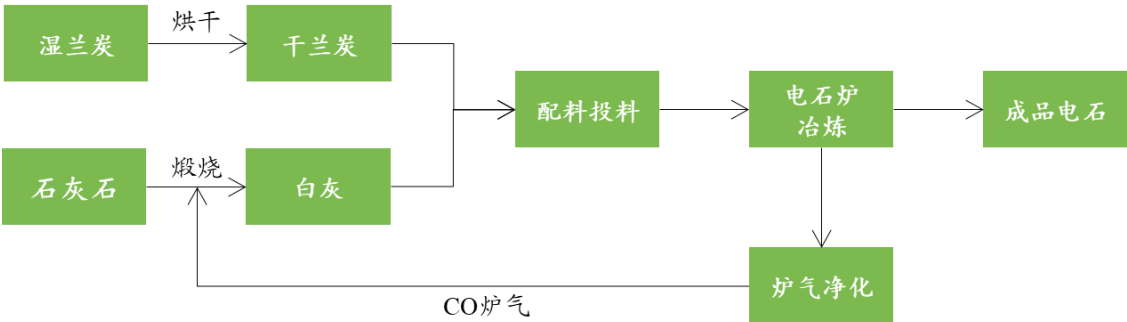 湿兰炭
烘干
干兰炭
配料投料
电石炉
冶炼
成品电石
石灰石
煅烧
白灰
炉气净化
CO炉气